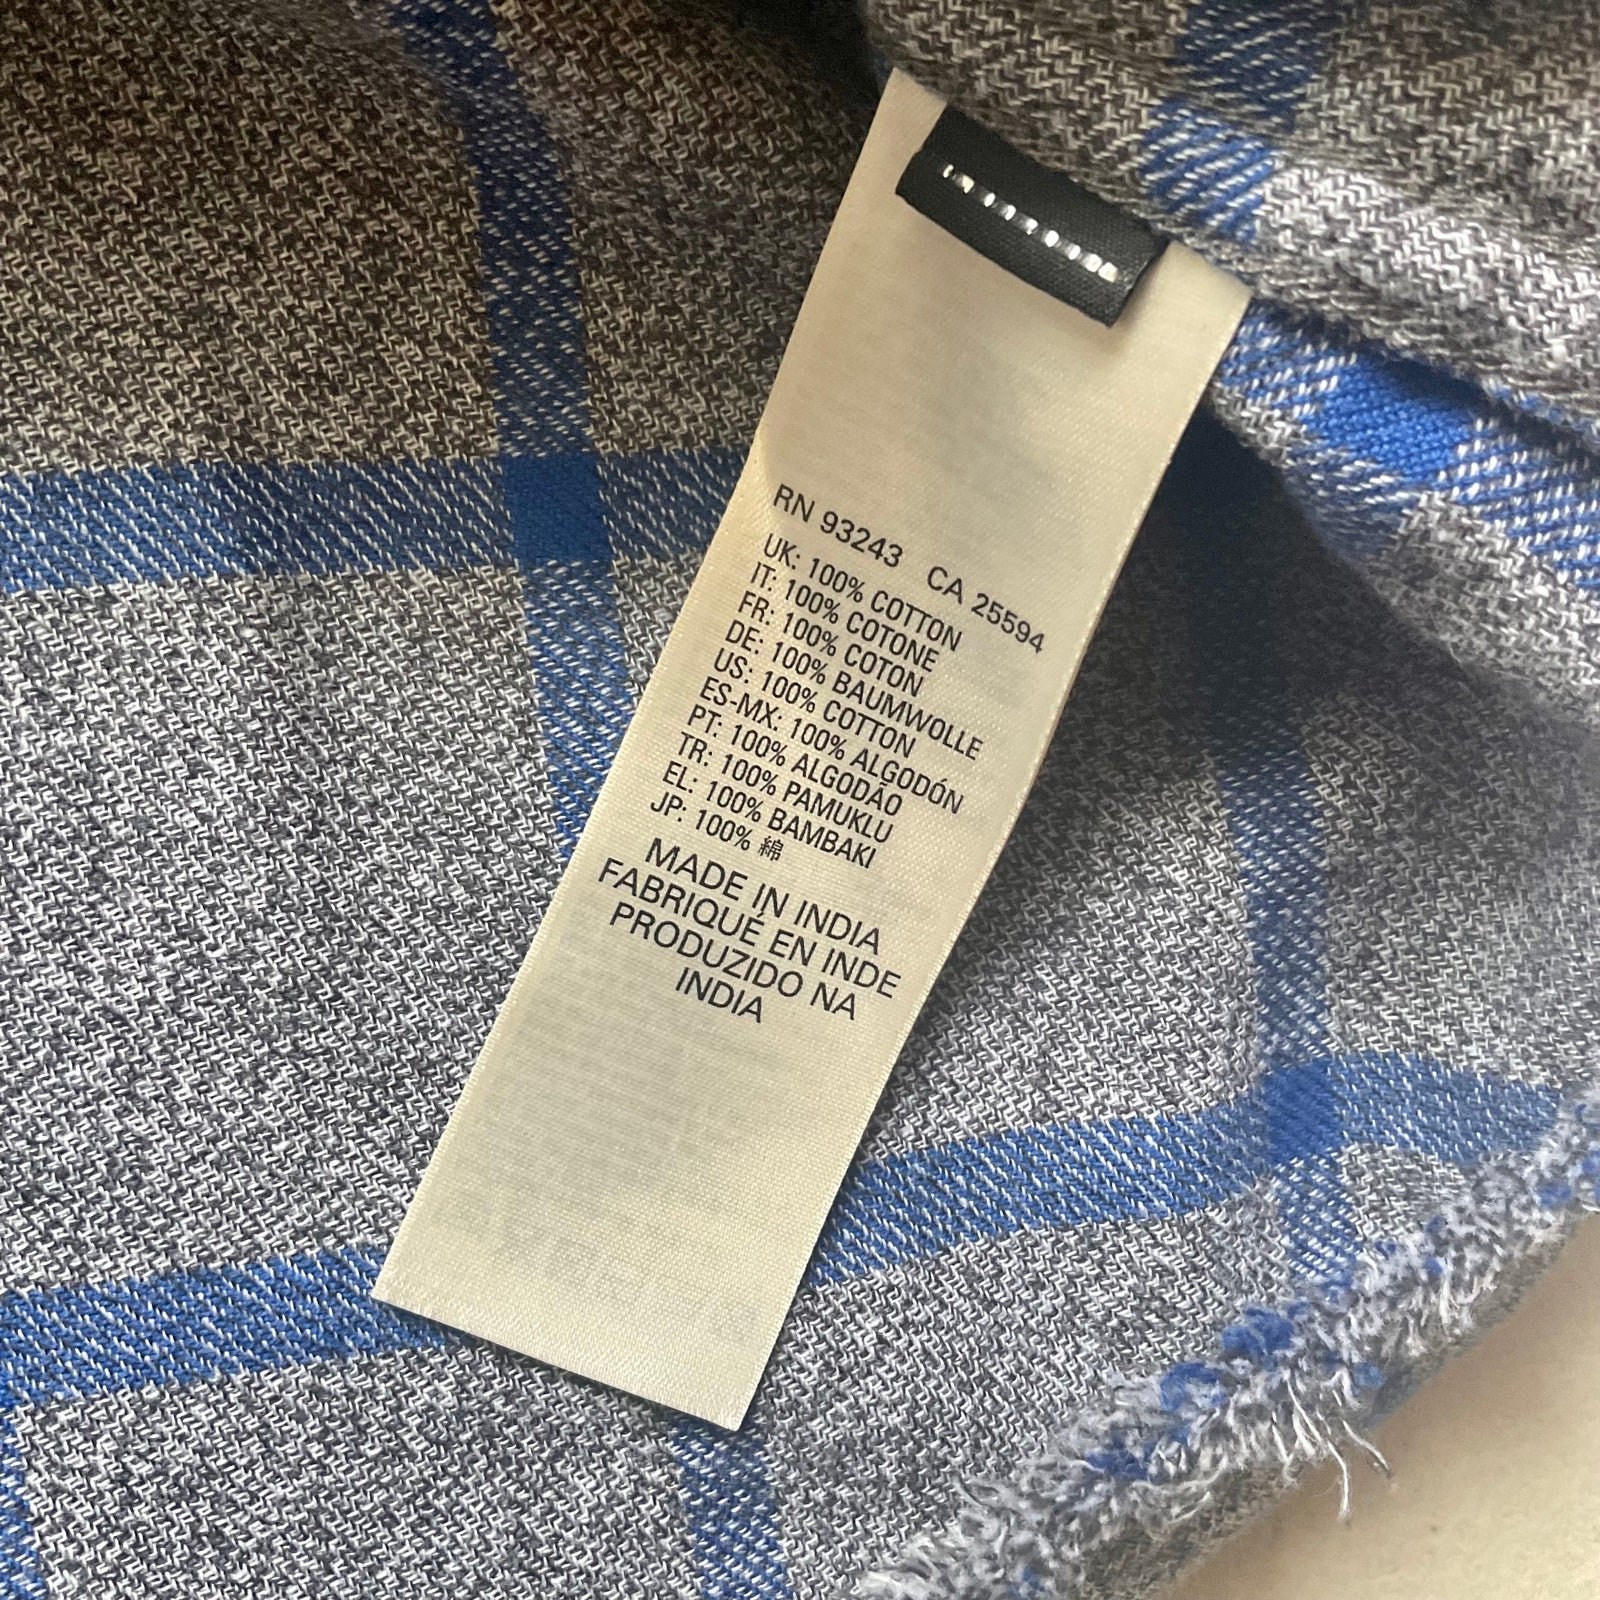 RN 93243 CA 25594
UK: 100% COTTON
IT: 100% COTONE
FR: 100% COTON
DE: 100% BAUMWOLLE
US: 100% COTTON
ES-MX: 100% ALGODÓN
PT: 100% ALGODÃO
TR: 100% PAMUKLU
EL: 100% BAMBAKI
JP: 100% 綿
MADE IN INDIA
FABRIQUÉ EN INDE
PRODUZIDO NA
INDIA